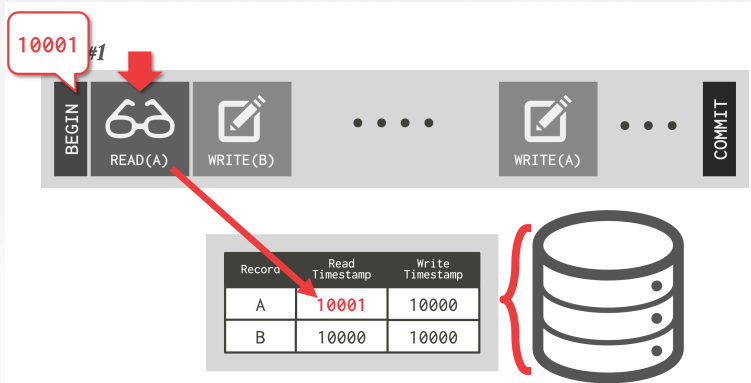 10001
#1
BEGIN
READ(A)
WRITE(B)
WRITE(A)
COMMIT
Record Read Timestamp Write Timestamp
A 10001 10000
B 10000 10000